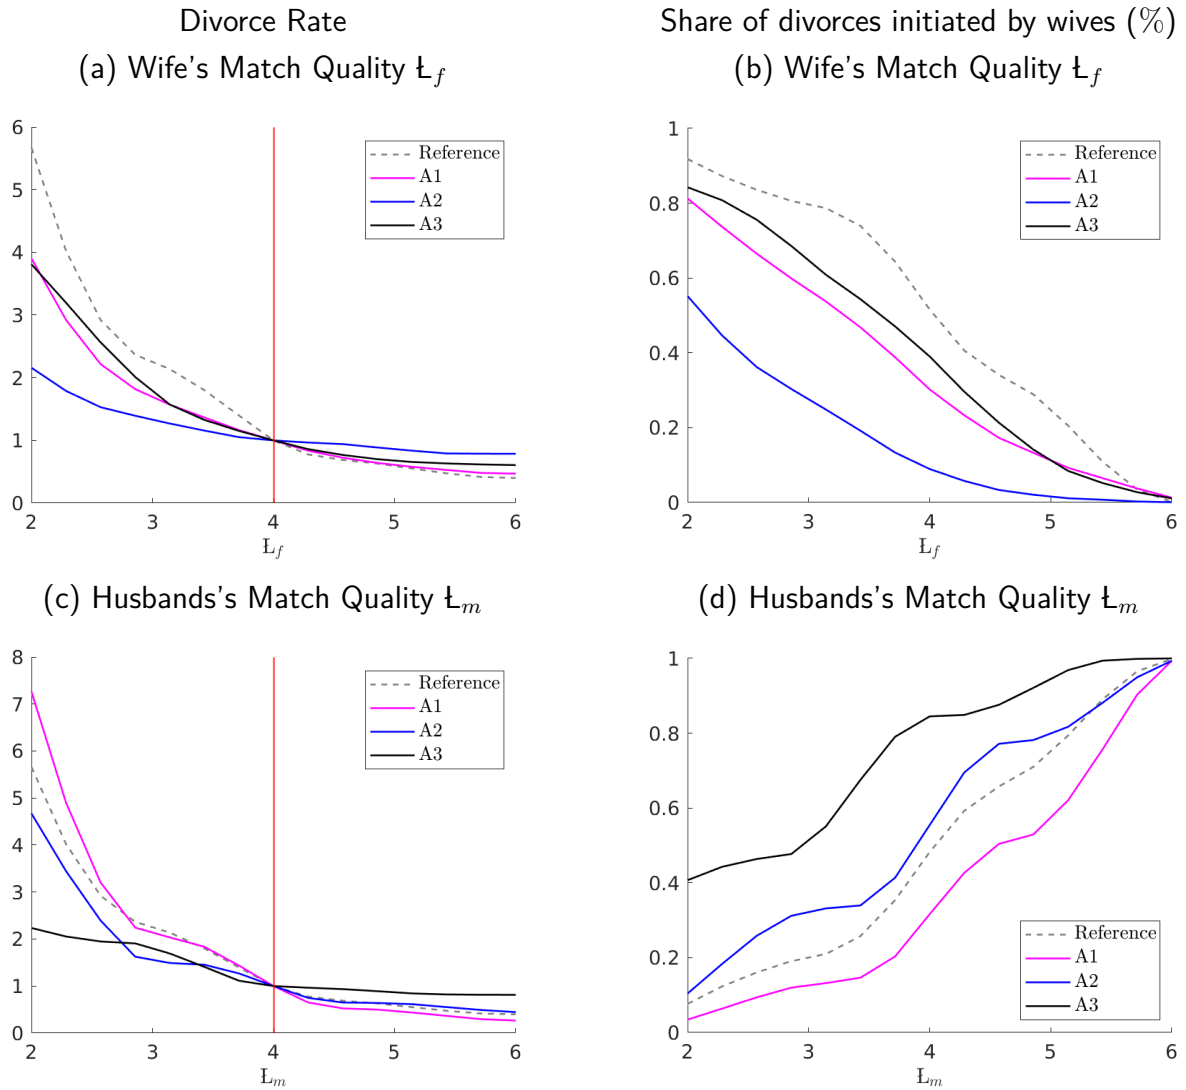 Divorce Rate
Share of divorces initiated by wives (%)
(a) Wife's Match Quality Ł_f
(b) Wife's Match Quality Ł_f
6
5
4
3
2
1
0
2 3 4 5 6
Ł_f
Reference
A1
A2
A3
1
0.8
0.6
0.4
0.2
0
2 3 4 5 6
Ł_f
Reference
A1
A2
A3
(c) Husbands's Match Quality Ł_m
(d) Husbands's Match Quality Ł_m
8
7
6
5
4
3
2
1
0
2 3 4 5 6
Ł_m
Reference
A1
A2
A3
1
0.8
0.6
0.4
0.2
0
2 3 4 5 6
Ł_m
Reference
A1
A2
A3